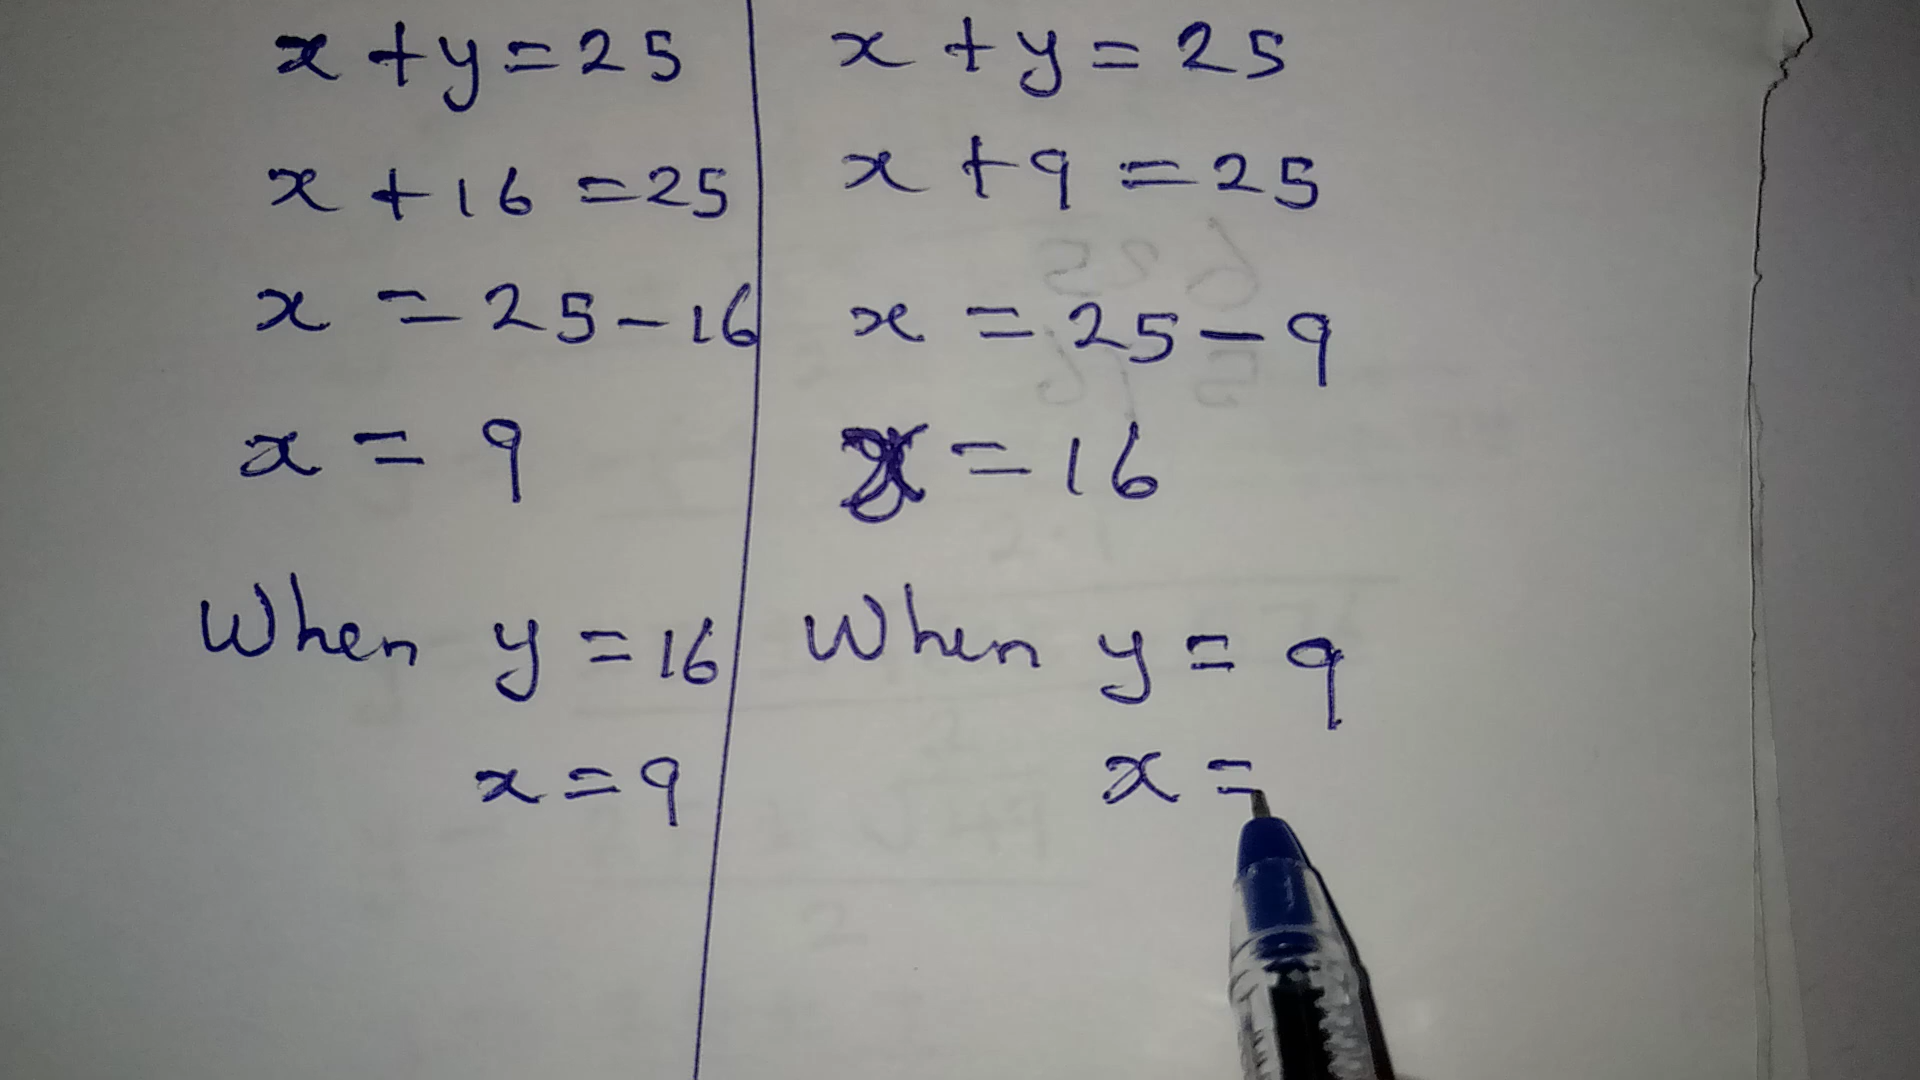 x + y = 25
x + 16 = 25
x = 25 - 16
x = 9
When y = 16
x = 9
x + y = 25
x + 9 = 25
x = 25 - 9
x = 16
When y = 9
x =